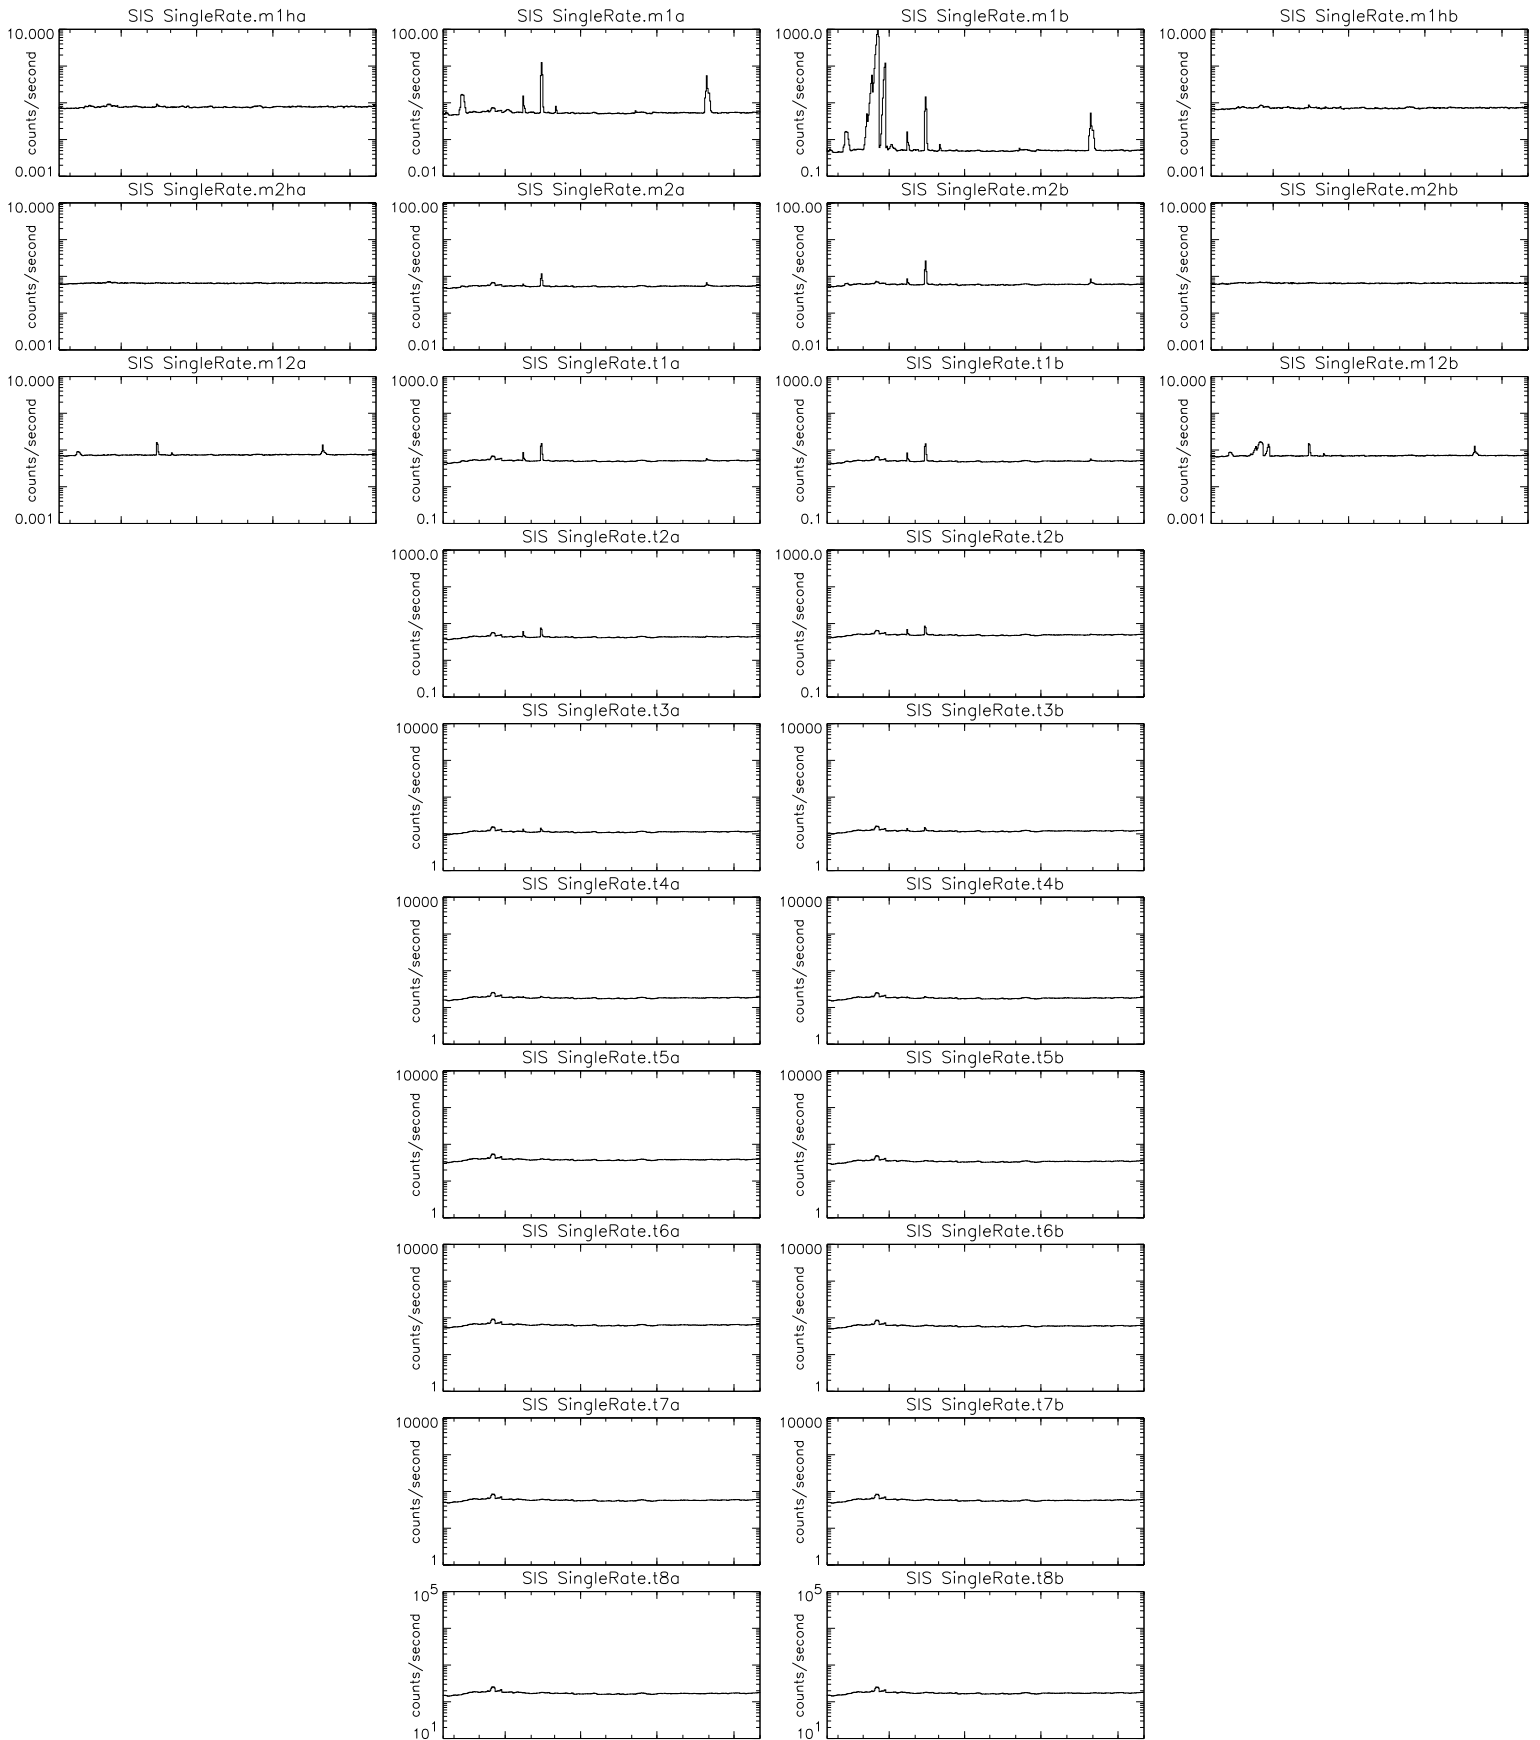 SIS SingleRate.m1ha
10.000
counts/second
0.001
SIS SingleRate.m1a
100.00
counts/second
0.01
SIS SingleRate.m1b
1000.0
counts/second
0.1
SIS SingleRate.m1hb
10.000
counts/second
0.001
SIS SingleRate.m2ha
10.000
counts/second
0.001
SIS SingleRate.m2a
100.00
counts/second
0.01
SIS SingleRate.m2b
100.00
counts/second
0.01
SIS SingleRate.m2hb
10.000
counts/second
0.001
SIS SingleRate.m12a
10.000
counts/second
0.001
SIS SingleRate.t1a
1000.0
counts/second
0.1
SIS SingleRate.t1b
1000.0
counts/second
0.1
SIS SingleRate.m12b
10.000
counts/second
0.001
SIS SingleRate.t2a
1000.0
counts/second
0.1
SIS SingleRate.t2b
1000.0
counts/second
0.1
SIS SingleRate.t3a
10000
counts/second
1
SIS SingleRate.t3b
10000
counts/second
1
SIS SingleRate.t4a
10000
counts/second
1
SIS SingleRate.t4b
10000
counts/second
1
SIS SingleRate.t5a
10000
counts/second
1
SIS SingleRate.t5b
10000
counts/second
1
SIS SingleRate.t6a
10000
counts/second
1
SIS SingleRate.t6b
10000
counts/second
1
SIS SingleRate.t7a
10000
counts/second
1
SIS SingleRate.t7b
10000
counts/second
1
SIS SingleRate.t8a
10⁵
counts/second
10¹
SIS SingleRate.t8b
10⁵
counts/second
10¹